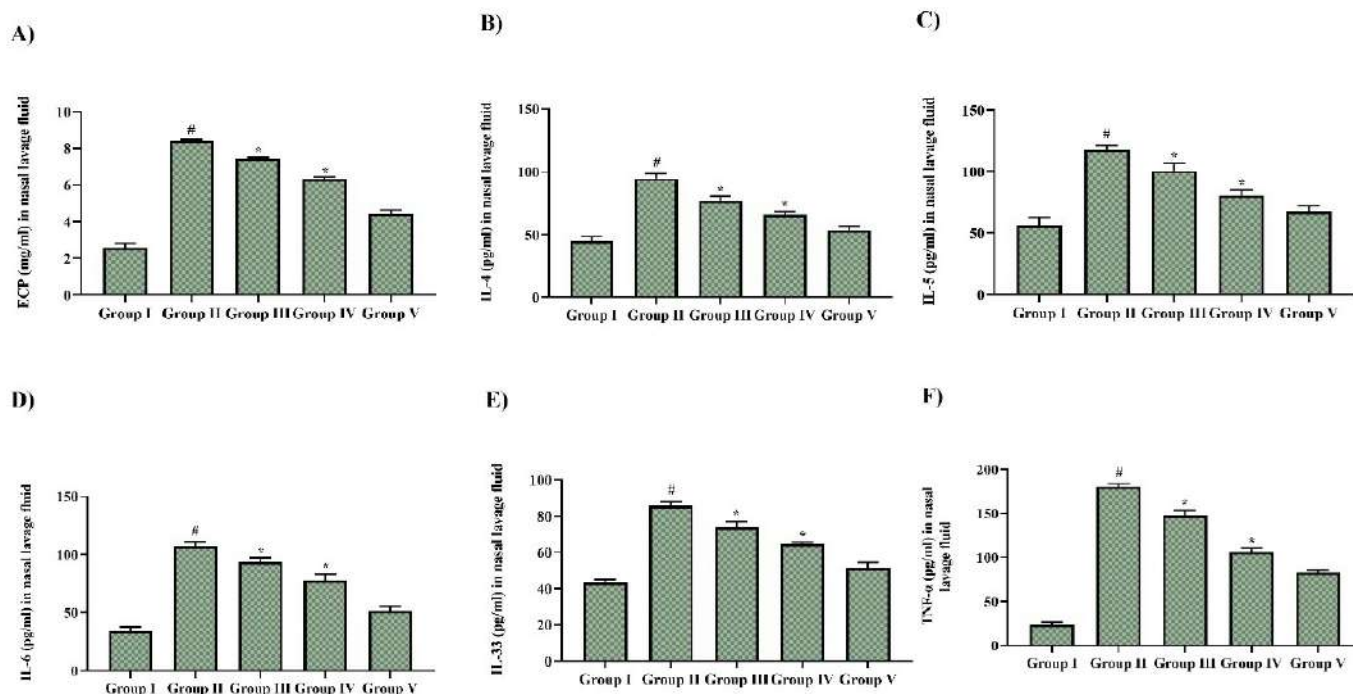 A)
ECP (mg/ml) in nasal lavage fluid
10
8
6
4
2
0
#
*
*
Group I Group II Group III Group IV Group V
B)
IL-4 (pg/ml) in nasal lavage fluid
150
100
50
0
#
*
*
Group I Group II Group III Group IV Group V
C)
IL-5 (pg/ml) in nasal lavage fluid
150
100
50
0
#
*
*
Group I Group II Group III Group IV Group V
D)
IL-6 (pg/ml) in nasal lavage fluid
150
100
50
0
#
*
*
Group I Group II Group III Group IV Group V
E)
IL-33 (pg/ml) in nasal lavage fluid
100
80
60
40
20
0
#
*
*
Group I Group II Group III Group IV Group V
F)
TNF-α (pg/ml) in nasal
lavage fluid
200
150
100
50
0
#
*
*
Group I Group II Group III Group IV Group V